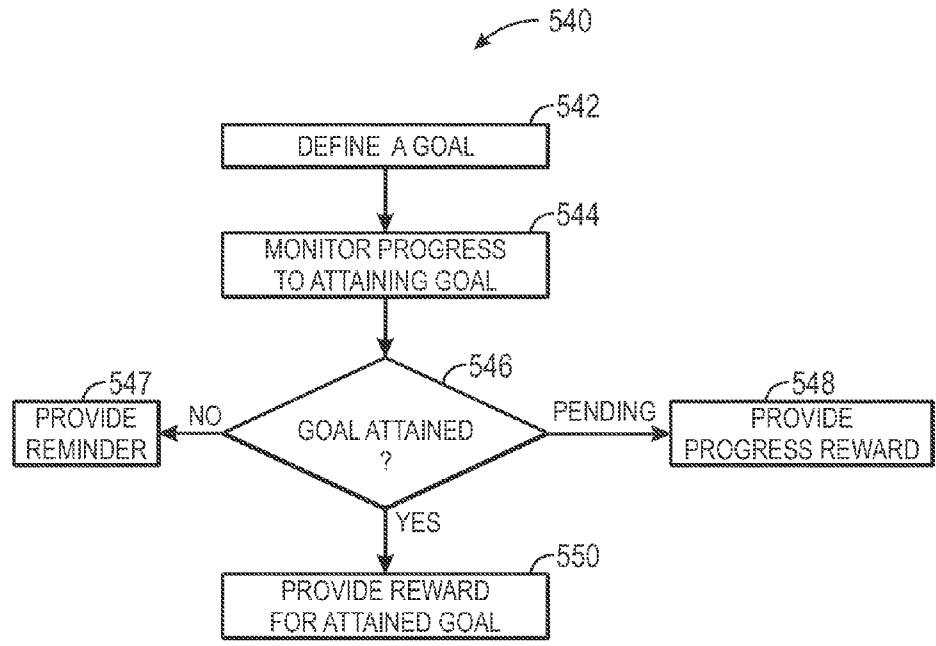 540
542
DEFINE A GOAL
544
MONITOR PROGRESS
TO ATTAINING GOAL
546
GOAL ATTAINED
?
547
NO
PROVIDE
REMINDER
PENDING
548
PROVIDE
PROGRESS REWARD
YES
550
PROVIDE REWARD
FOR ATTAINED GOAL